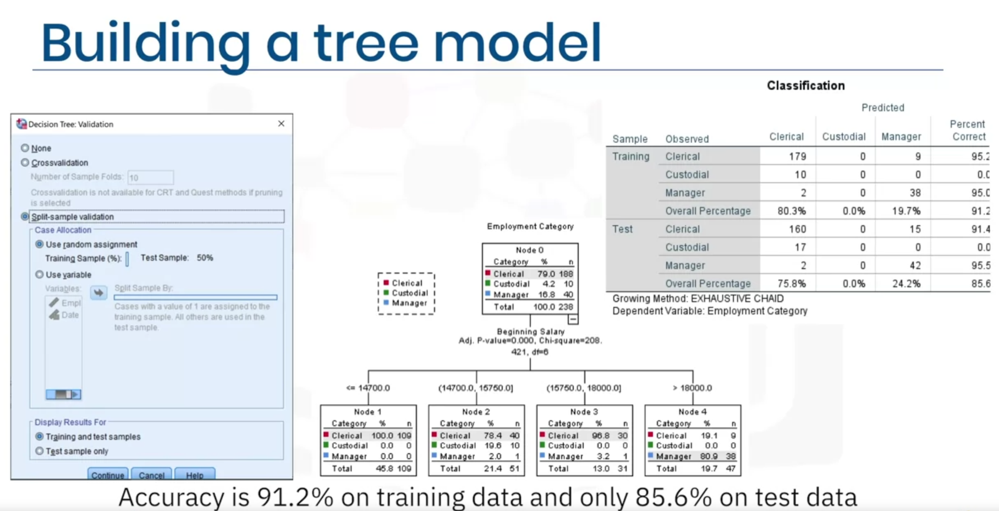 Building a tree model
Decision Tree: Validation
None
Crossvalidation
Number of Sample Folds: 10
Crossvalidation is not available for CRT and Quest methods if pruning
is selected
Split-sample validation
Case Allocation
Use random assignment
Training Sample (%): Test Sample: 50%
Use variable
Variables: Split Sample By:
Empl
Date
Cases with a value of 1 are assigned to the
training sample. All others are used in the
test sample.
Display Results For
Training and test samples
Test sample only
Continue Cancel Help
Employment Category
Clerical
Custodial
Manager
Node 0
Category % n
Clerical 79.0 188
Custodial 4.2 10
Manager 16.8 40
Total 100.0 238
Beginning Salary
Adj. P-value=0.000, Chi-square=208.
421, df=6
<= 14700.0 (14700.0, 15750.0] (15750.0, 18000.0] > 18000.0
Node 1
Category % n
Clerical 100.0 109
Custodial 0.0 0
Manager 0.0 0
Total 45.8 109
Node 2
Category % n
Clerical 78.4 40
Custodial 19.6 10
Manager 2.0 1
Total 21.4 51
Node 3
Category % n
Clerical 96.8 30
Custodial 0.0 0
Manager 3.2 1
Total 13.0 31
Node 4
Category % n
Clerical 19.1 9
Custodial 0.0 0
Manager 80.9 38
Total 19.7 47
Classification
Predicted
Percent
Sample Observed Clerical Custodial Manager Correct
Training Clerical 179 0 9 95.2
Custodial 10 0 0 0.0
Manager 2 0 38 95.0
Overall Percentage 80.3% 0.0% 19.7% 91.2
Test Clerical 160 0 15 91.4
Custodial 17 0 0 0.0
Manager 2 0 42 95.5
Overall Percentage 75.8% 0.0% 24.2% 85.6
Growing Method: EXHAUSTIVE CHAID
Dependent Variable: Employment Category
Accuracy is 91.2% on training data and only 85.6% on test data